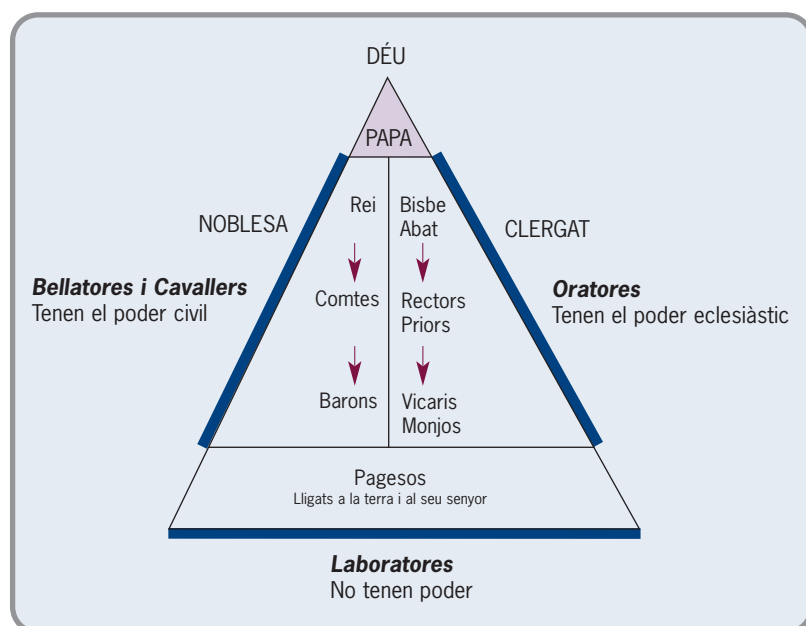 DÉU
PAPA
NOBLESA
Bellatores i Cavallers
Tenen el poder civil
Rei
Comtes
Barons
Bisbe
Abat
Rectors
Priors
Vicaris
Monjos
CLERGAT
Oratores
Tenen el poder eclesiàstic
Pagesos
Lligats a la terra i al seu senyor
Laboratores
No tenen poder